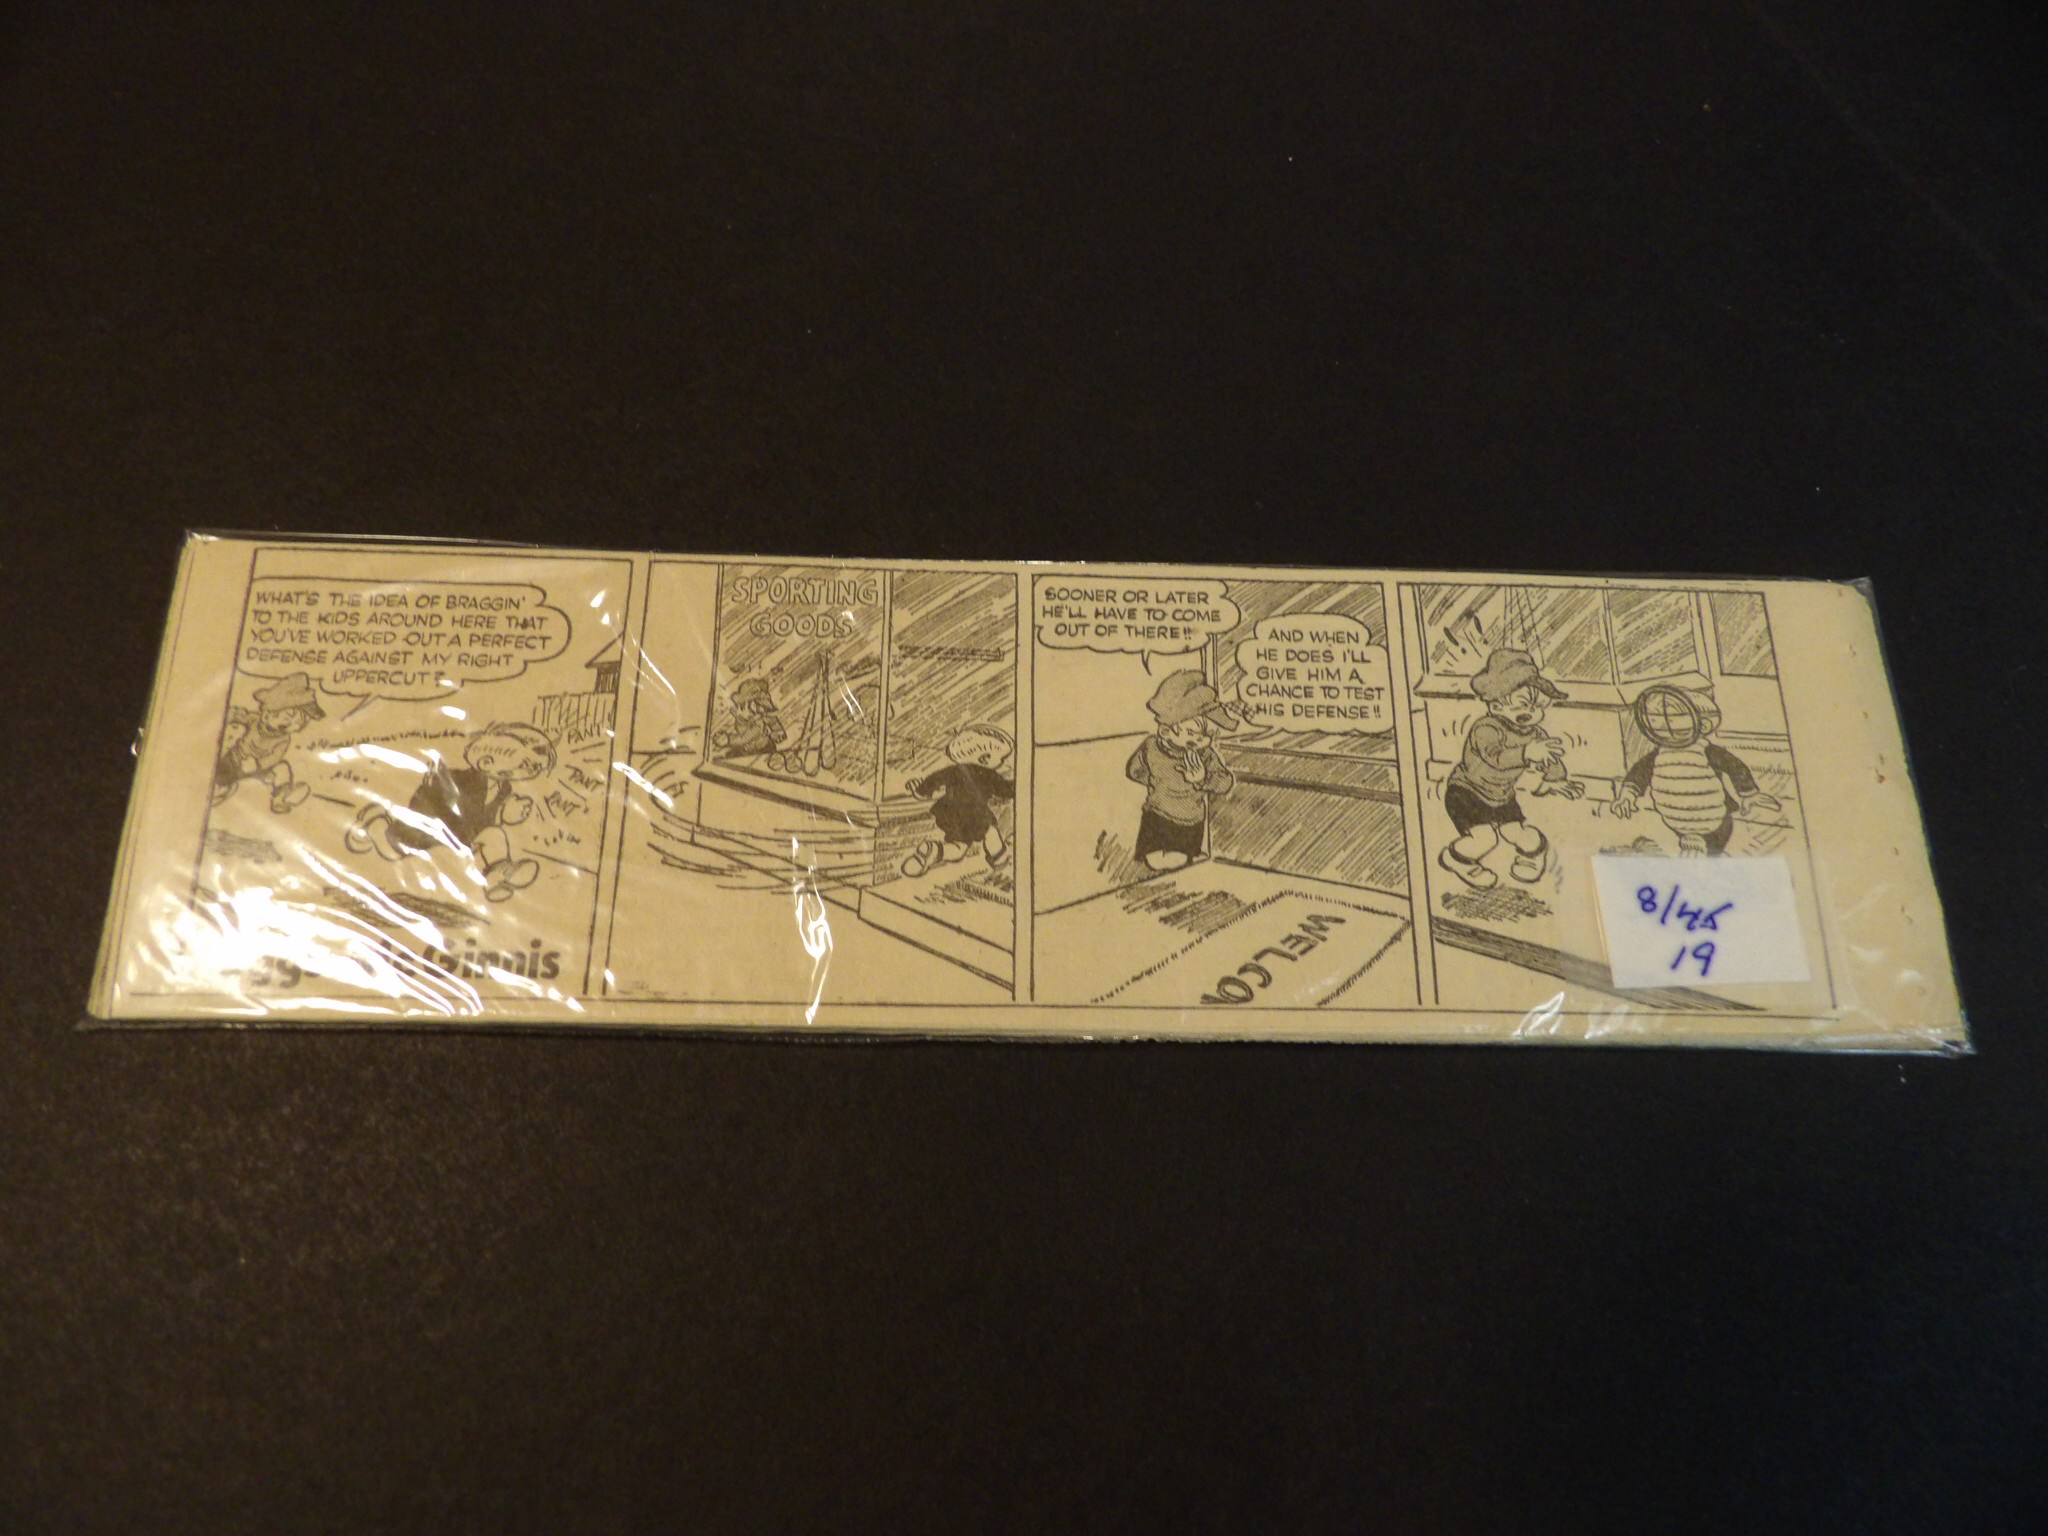 WHAT'S THE IDEA OF BRAGGIN'
TO THE KIDS AROUND HERE THAT
YOU'VE WORKED OUT A PERFECT
DEFENSE AGAINST MY RIGHT
UPPERCUT?
PANT
PANT
PANT
Ginnis
SPORTING
GOODS
SOONER OR LATER
HE'LL HAVE TO COME
OUT OF THERE!!
AND WHEN
HE DOES I'LL
GIVE HIM A
CHANCE TO TEST
HIS DEFENSE!!
WELCO
! !
8/45
19